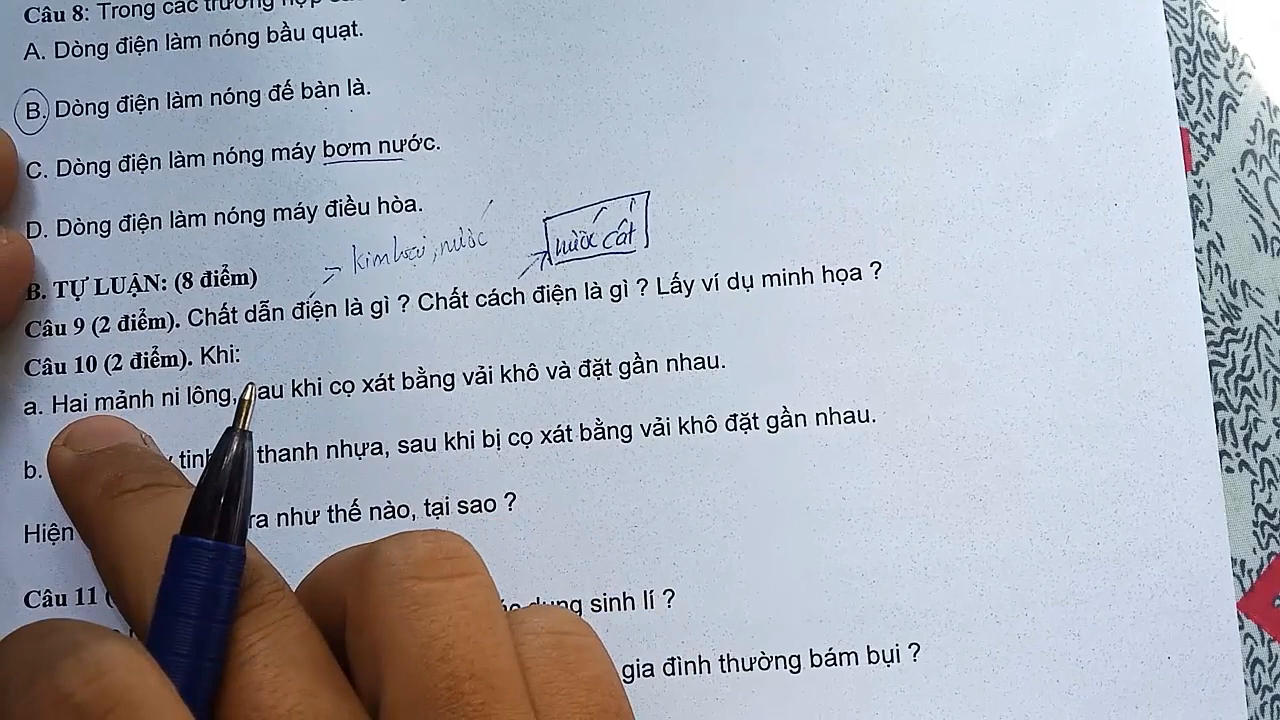 Câu 8: Trong các trường hợp
A. Dòng điện làm nóng bầu quạt.
B. Dòng điện làm nóng đế bàn là.
C. Dòng điện làm nóng máy bơm nước.
D. Dòng điện làm nóng máy điều hòa.
kim loại, nước
nước cất
B. TỰ LUẬN: (8 điểm)
Câu 9 (2 điểm). Chất dẫn điện là gì ? Chất cách điện là gì ? Lấy ví dụ minh họa ?
Câu 10 (2 điểm). Khi:
a. Hai mảnh ni lông, sau khi cọ xát bằng vải khô và đặt gần nhau.
b. thanh nhựa, sau khi bị cọ xát bằng vải khô đặt gần nhau.
Hiện ra như thế nào, tại sao ?
Câu 11 ( dụng sinh lí ?
gia đình thường bám bụi ?